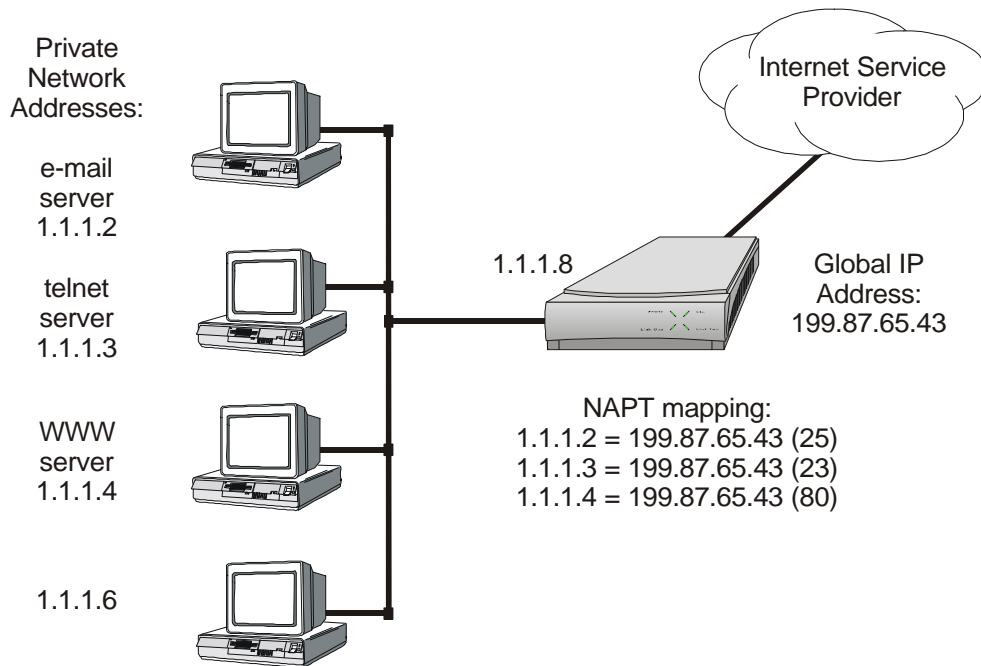 Private
Network
Addresses:
e-mail
server
1.1.1.2
telnet
server
1.1.1.3
WWW
server
1.1.1.4
1.1.1.6
Internet Service
Provider
1.1.1.8
Global IP
Address:
199.87.65.43
NAPT mapping:
1.1.1.2 = 199.87.65.43 (25)
1.1.1.3 = 199.87.65.43 (23)
1.1.1.4 = 199.87.65.43 (80)